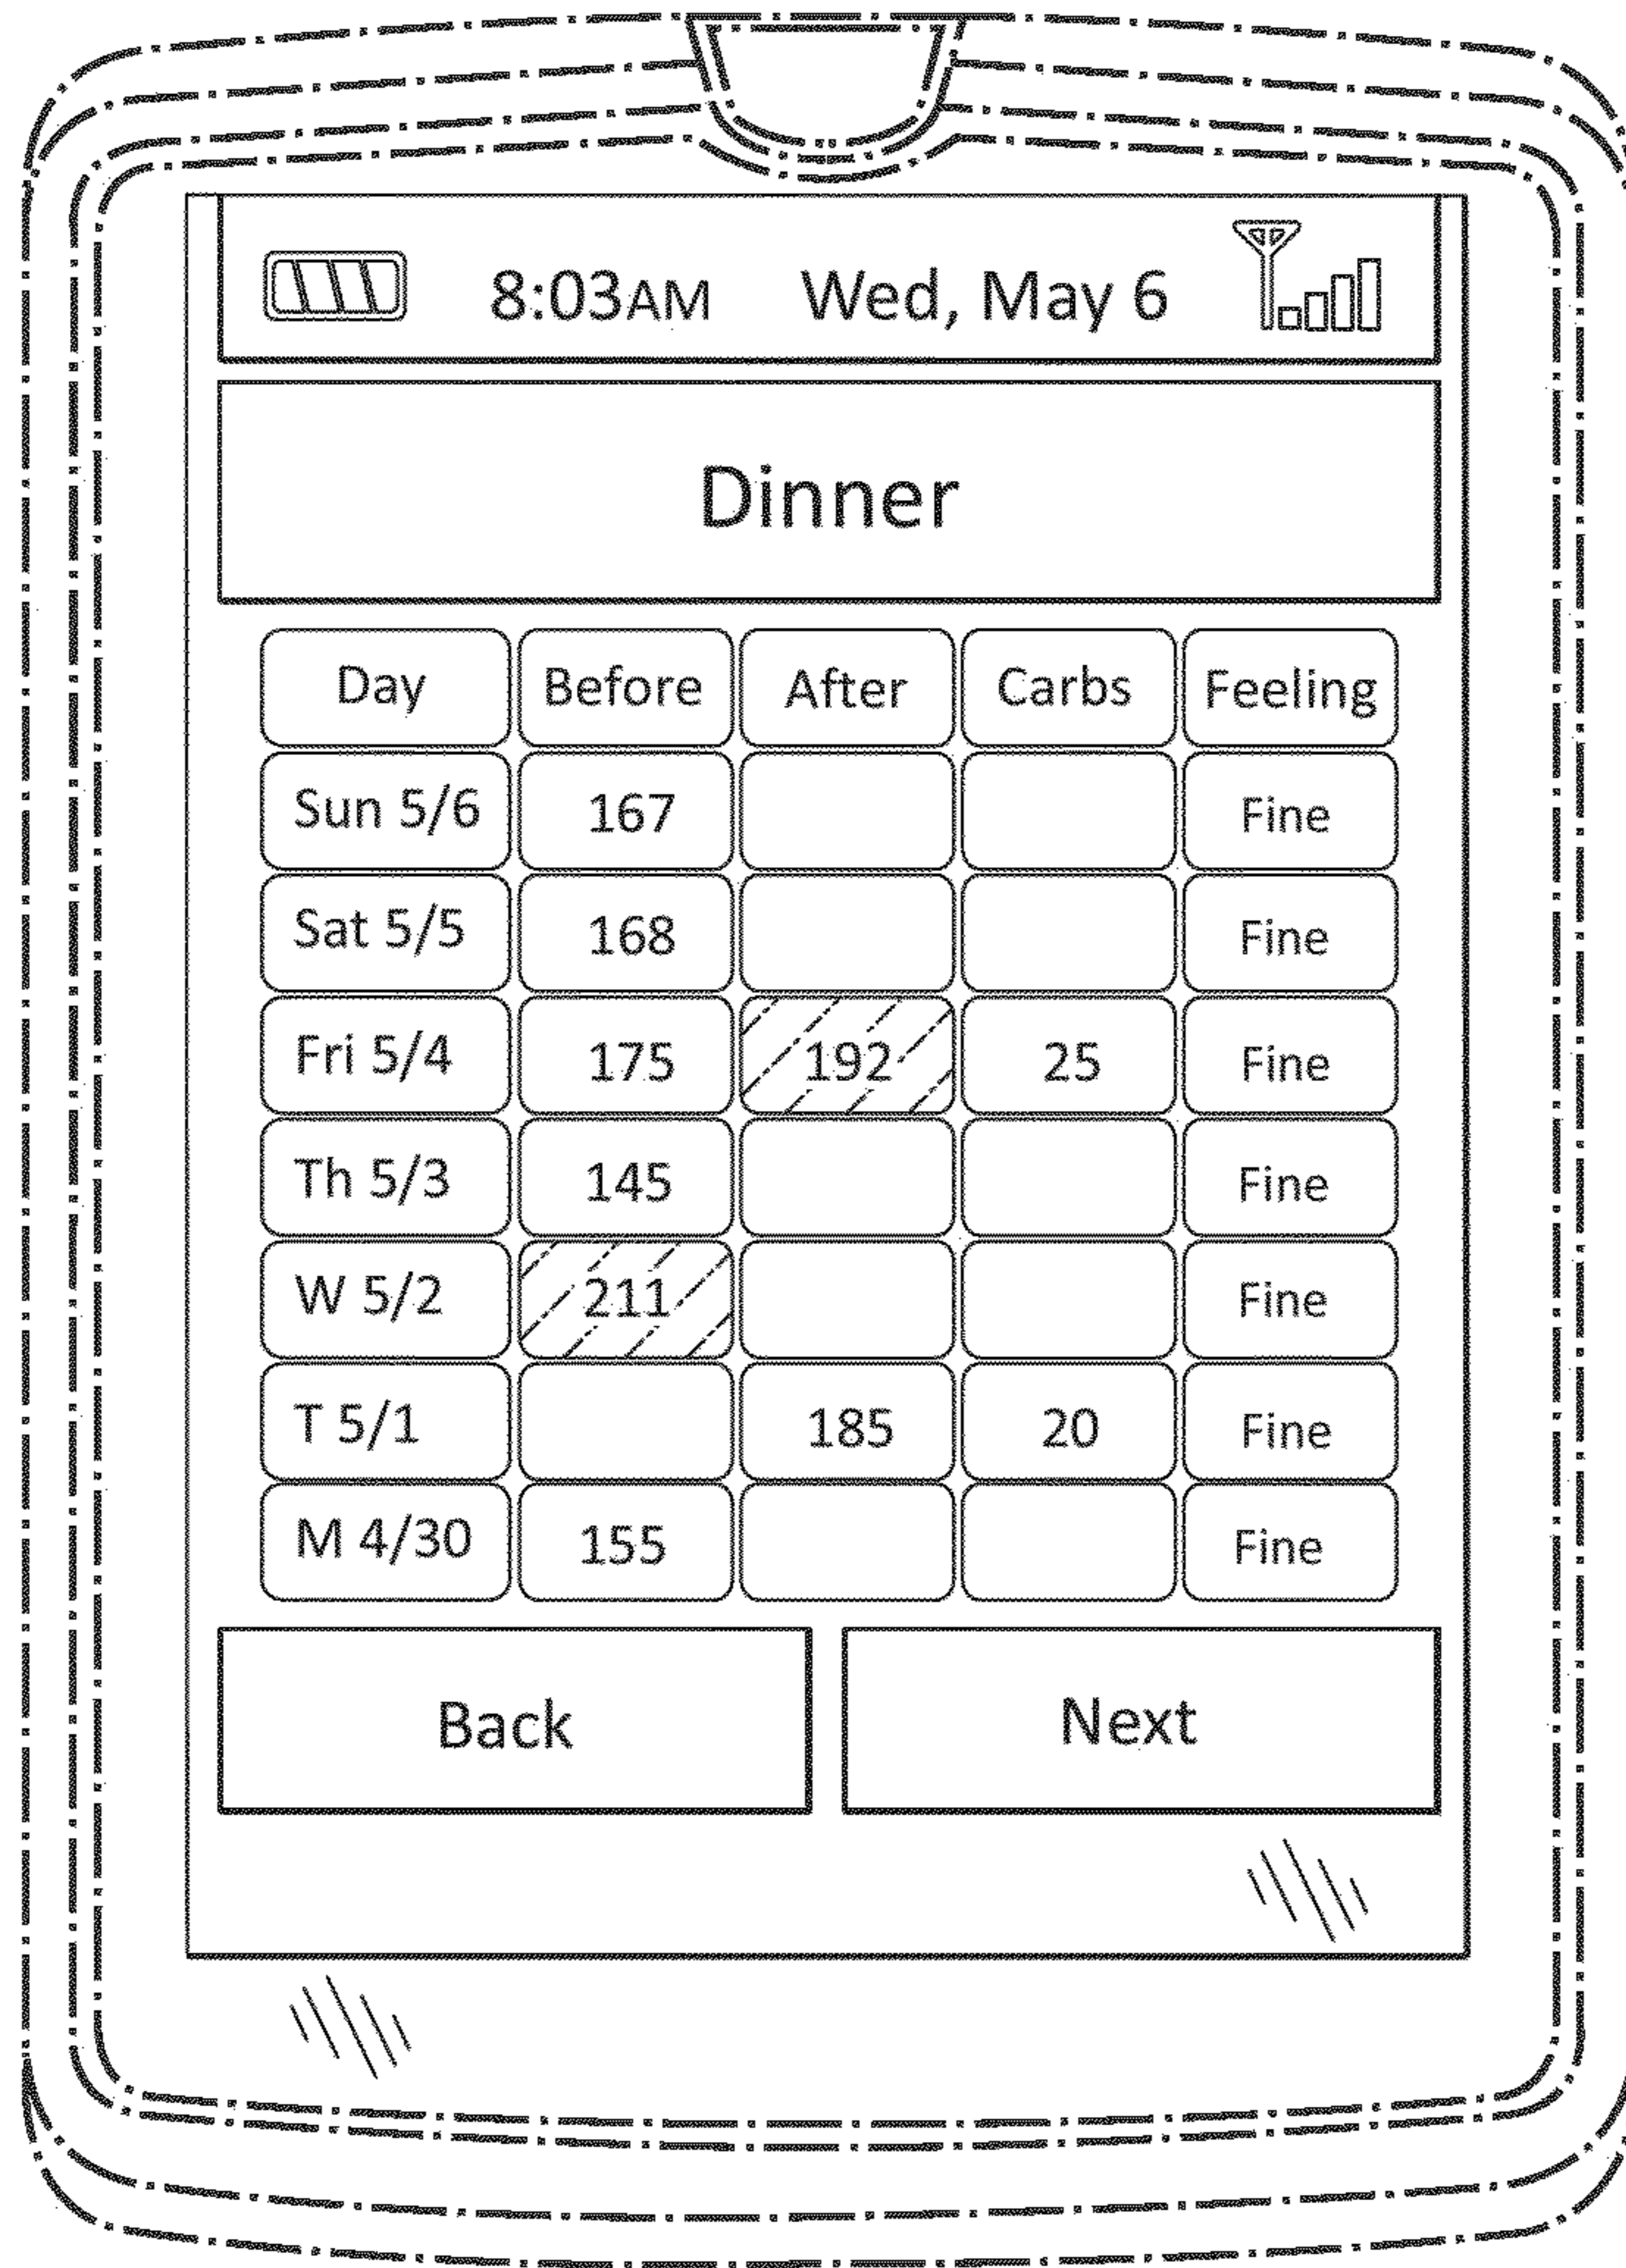 8:03AM Wed, May 6
Dinner
Day Before After Carbs Feeling
Sun 5/6 167 Fine
Sat 5/5 168 Fine
Fri 5/4 175 192 25 Fine
Th 5/3 145 Fine
W 5/2 211 Fine
T 5/1 185 20 Fine
M 4/30 155 Fine
Back Next